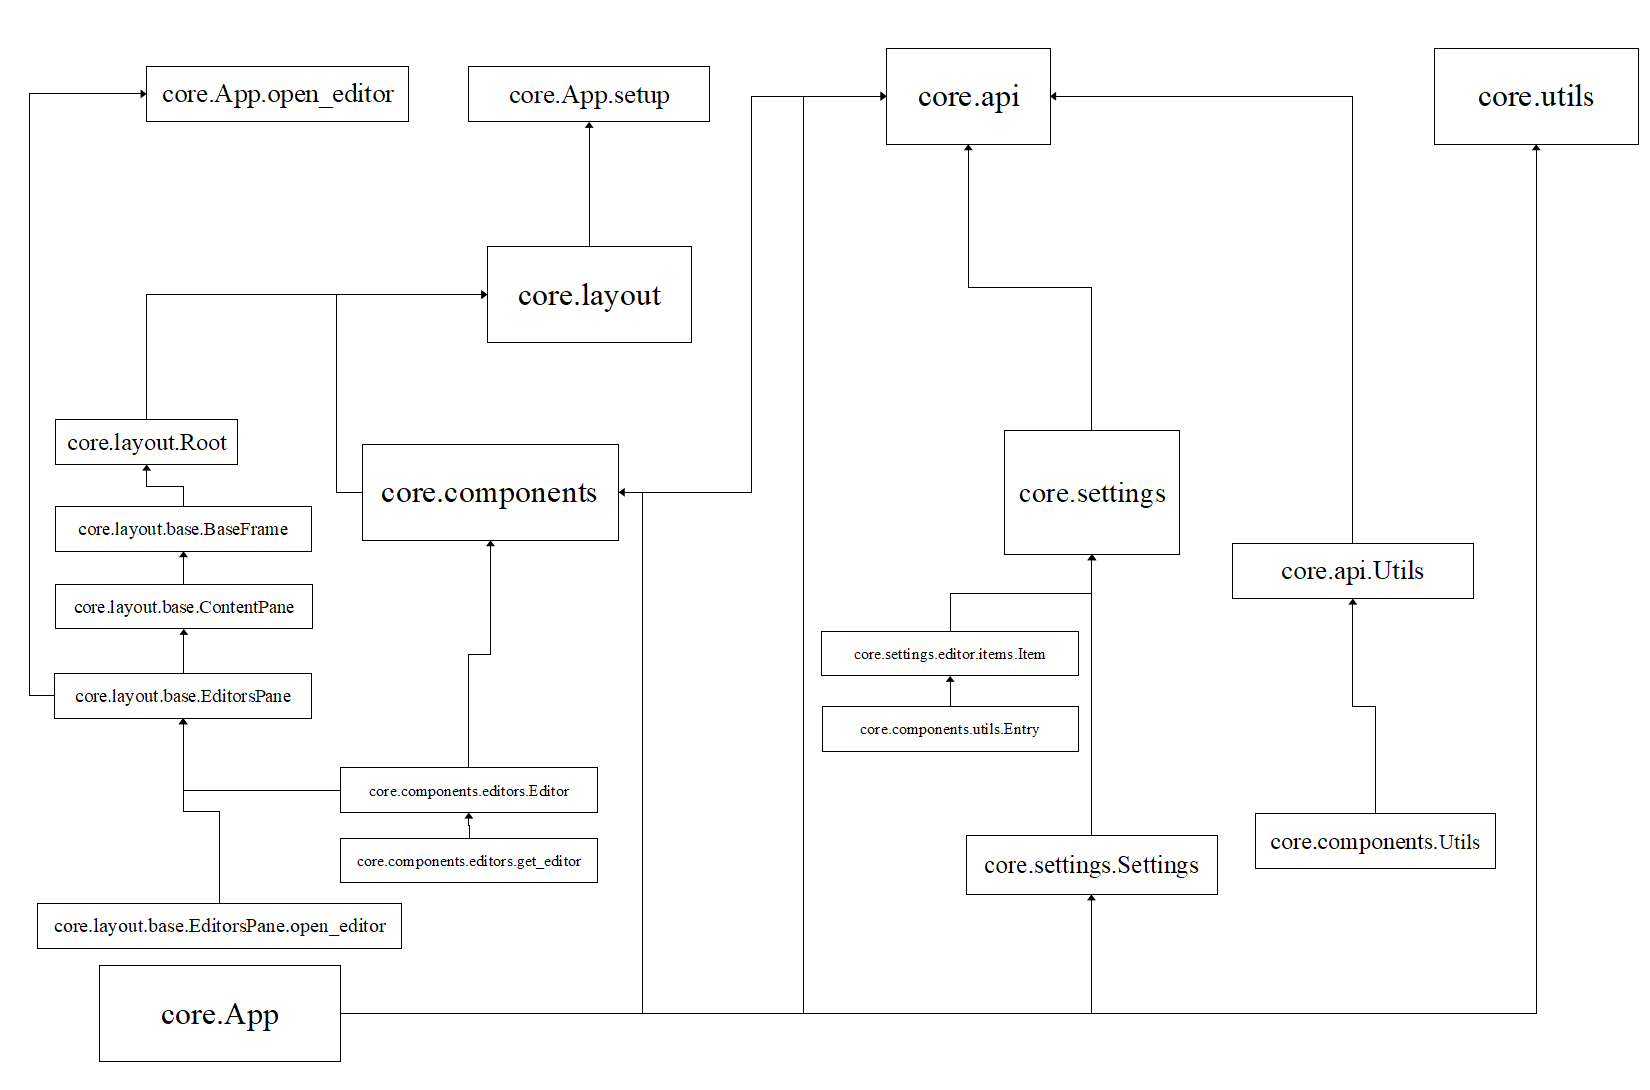 core.App.open_editor
core.App.setup
core.api
core.utils
core.layout
core.layout.Root
core.components
core.settings
core.layout.base.BaseFrame
core.api.Utils
core.layout.base.ContentPane
core.settings.editor.items.Item
core.layout.base.EditorsPane
core.components.utils.Entry
core.components.editors.Editor
core.components.Utils
core.components.editors.get_editor
core.settings.Settings
core.layout.base.EditorsPane.open_editor
core.App